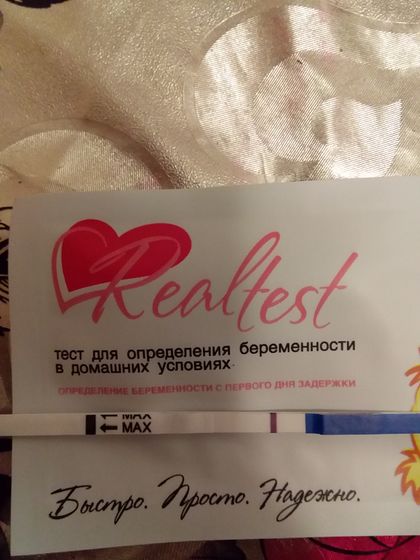 Realtest
тест для определения беременности
в домашних условиях.
ОПРЕДЕЛЕНИЕ БЕРЕМЕННОСТИ С ПЕРВОГО ДНЯ ЗАДЕРЖКИ
MAX
MAX
Быстро. Просто. Надежно.